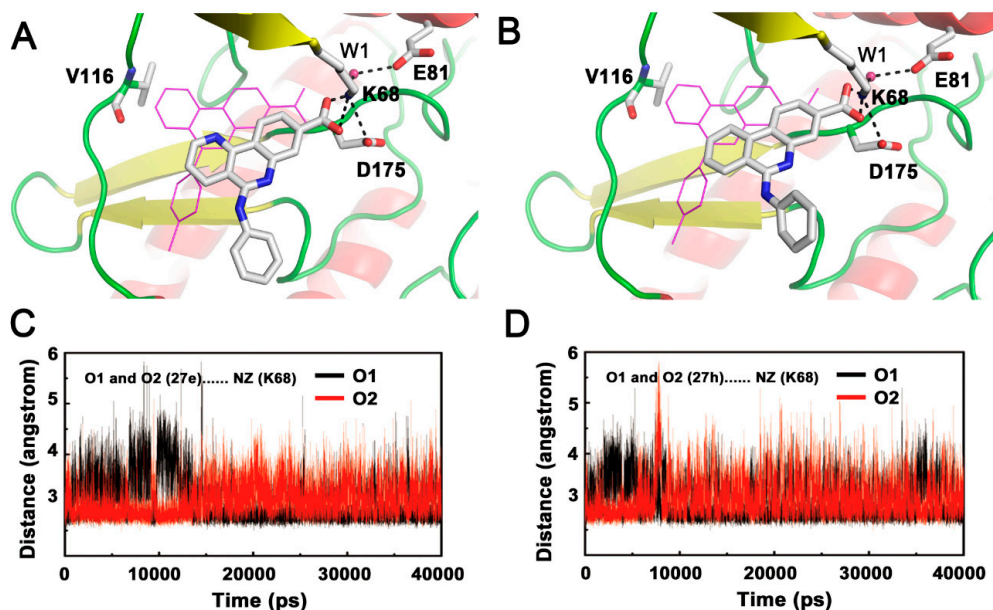 A
V116
W1
E81
K68
D175
B
V116
W1
E81
K68
D175
C
Distance (angstrom)
6
5
4
3
O1 and O2 (27e)...... NZ (K68)
O1
O2
0
10000
20000
30000
40000
Time (ps)
D
Distance (angstrom)
6
5
4
3
O1 and O2 (27h)...... NZ (K68)
O1
O2
0
10000
20000
30000
40000
Time (ps)